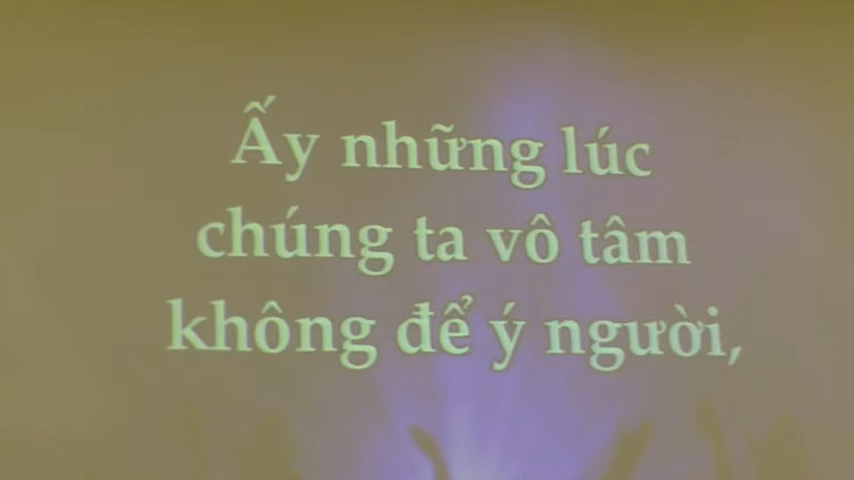 Ấy những lúc
chúng ta vô tâm
không để ý người,